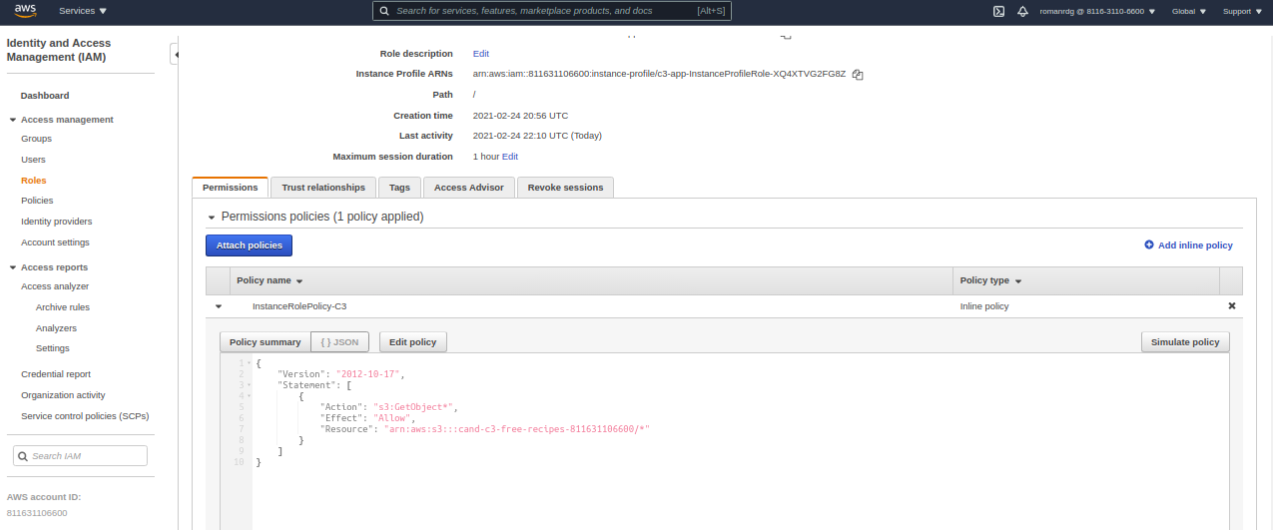 aws Services Search for services, features, marketplace products, and docs [Alt+S] romanrdg @ 8116-3110-6600 Global Support
Identity and Access
Management (IAM)
Dashboard
Access management
Groups
Users
Roles
Policies
Identity providers
Account settings
Access reports
Access analyzer
Archive rules
Analyzers
Settings
Credential report
Organization activity
Service control policies (SCPs)
Search IAM
AWS account ID:
811631106600
Role description Edit
Instance Profile ARNs arn:aws:iam::811631106600:instance-profile/c3-app-InstanceProfileRole-XQ4XTVG2FG8Z
Path /
Creation time 2021-02-24 20:56 UTC
Last activity 2021-02-24 22:10 UTC (Today)
Maximum session duration 1 hour Edit
Permissions Trust relationships Tags Access Advisor Revoke sessions
Permissions policies (1 policy applied)
Attach policies Add inline policy
Policy name Policy type
InstanceRolePolicy-C3 Inline policy
Policy summary { } JSON Edit policy Simulate policy
1 {
2 "Version": "2012-10-17",
3 "Statement": [
4 {
5 "Action": "s3:GetObject*",
6 "Effect": "Allow",
7 "Resource": "arn:aws:s3:::cand-c3-free-recipes-811631106600/*"
8 }
9 ]
10 }